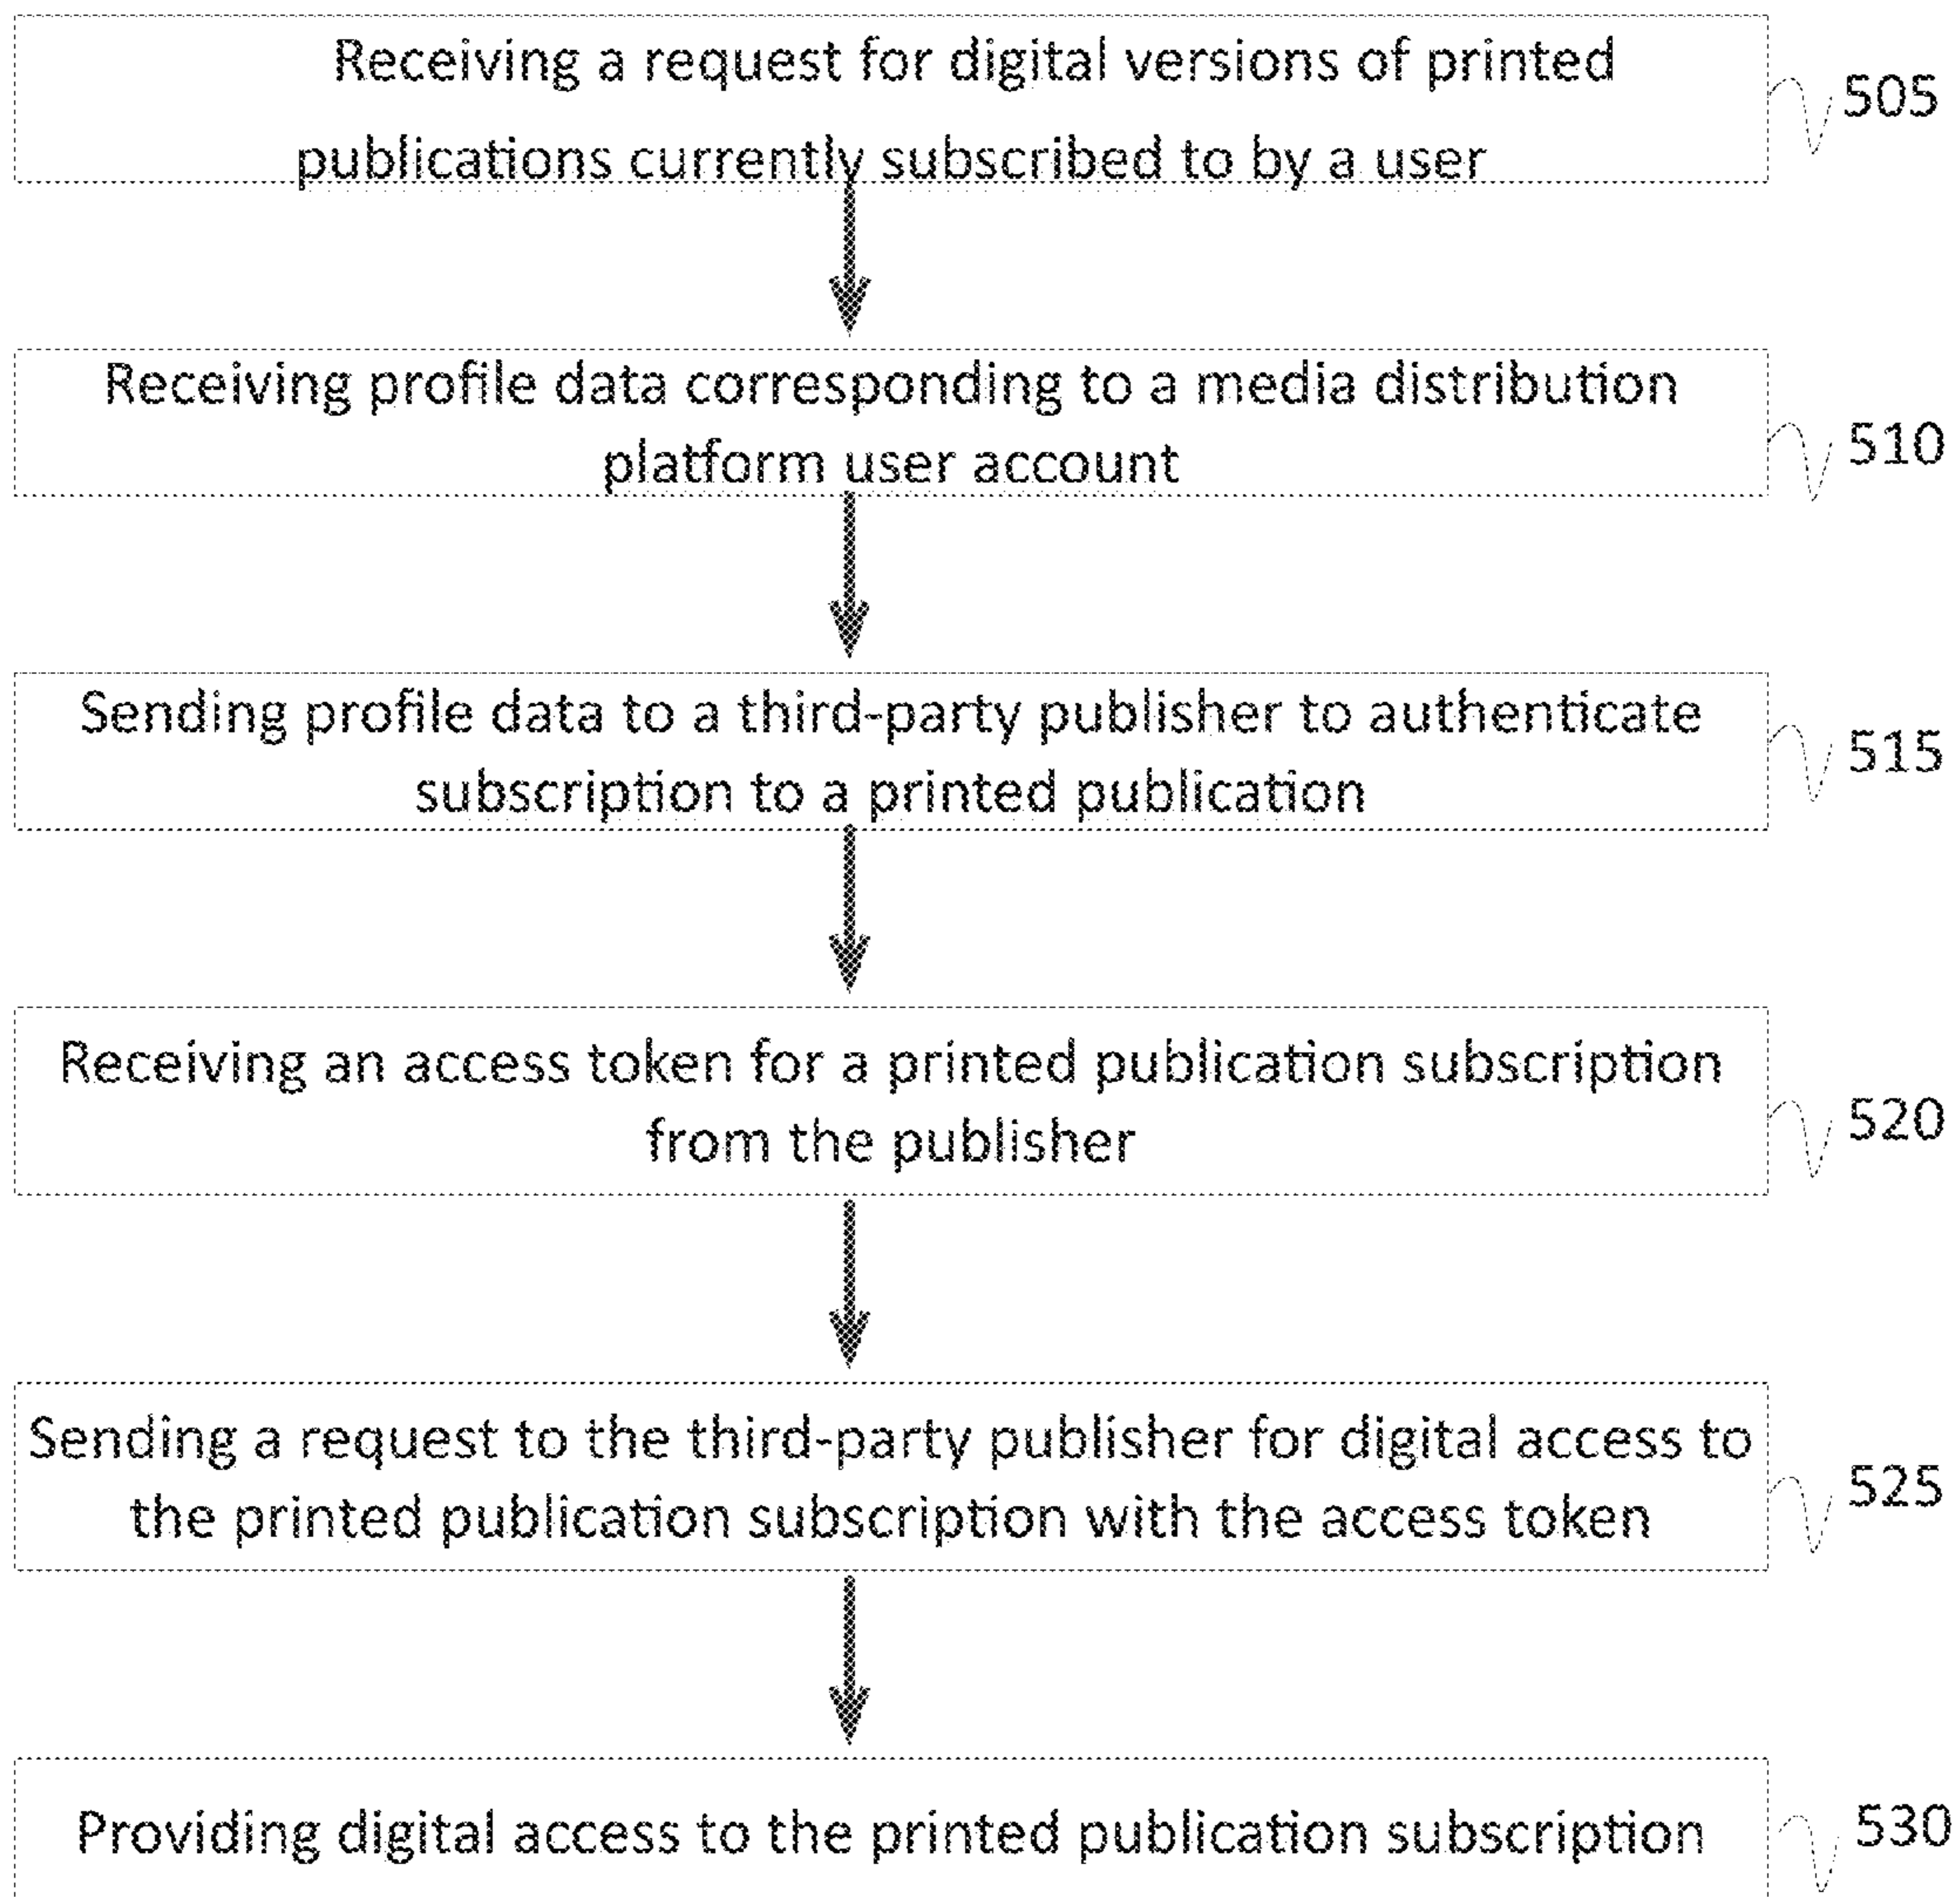 Receiving a request for digital versions of printed
publications currently subscribed to by a user
505
Receiving profile data corresponding to a media distribution
platform user account
510
Sending profile data to a third-party publisher to authenticate
subscription to a printed publication
515
Receiving an access token for a printed publication subscription
from the publisher
520
Sending a request to the third-party publisher for digital access to
the printed publication subscription with the access token
525
Providing digital access to the printed publication subscription
530